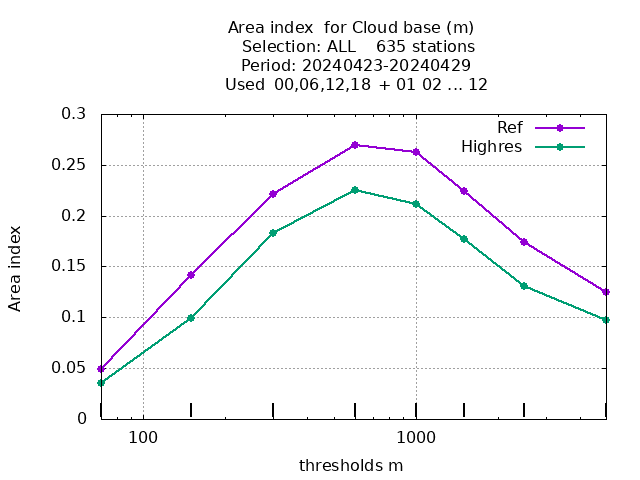 Area index for Cloud base (m)
Selection: ALL 635 stations
Period: 20240423-20240429
Used 00,06,12,18 + 01 02 ... 12
0.3
Ref
Highres
0.25
0.2
0.15
0.1
0.05
0
Area index
100
1000
thresholds m